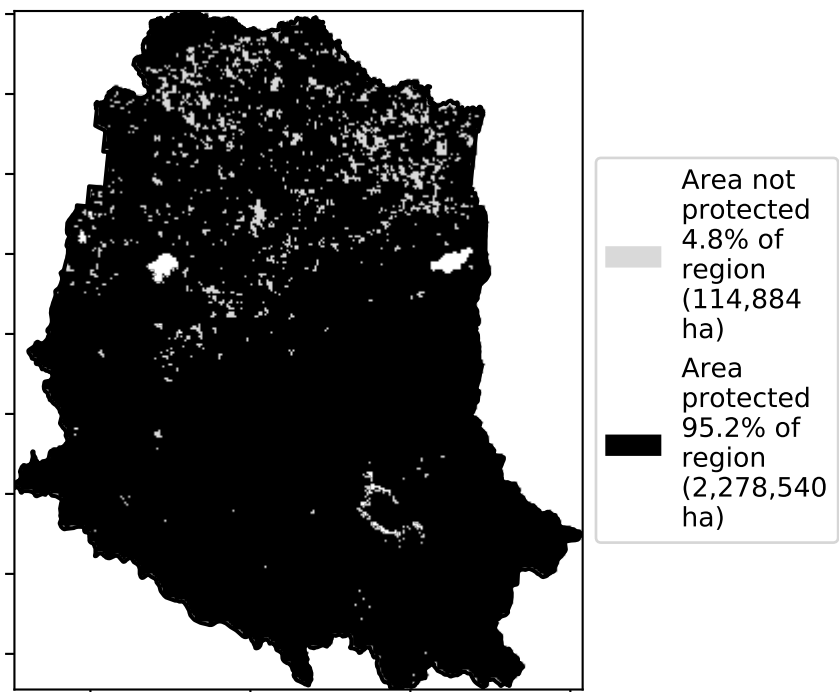 Area not
protected
4.8% of
region
(114,884
ha)
Area
protected
95.2% of
region
(2,278,540
ha)